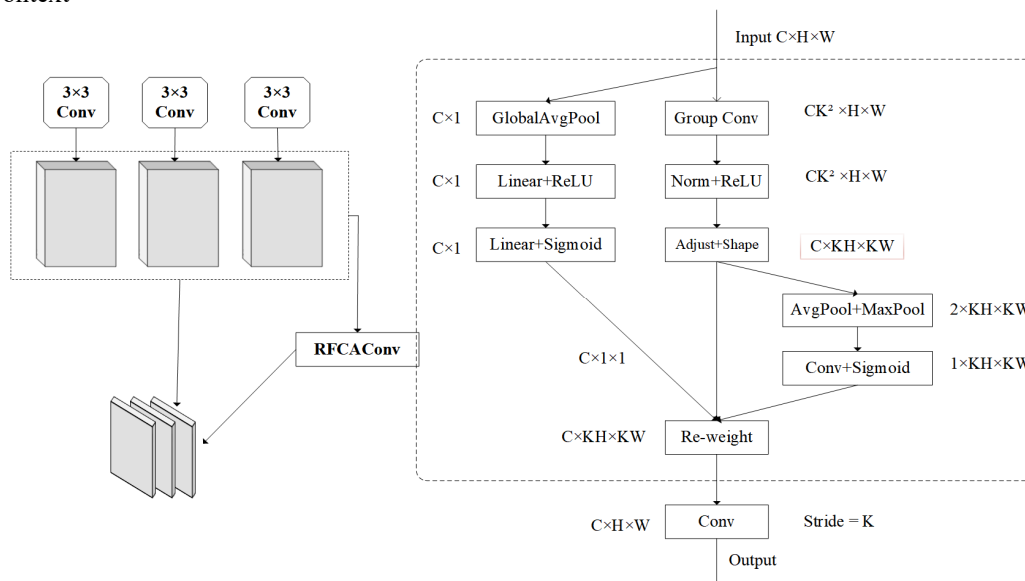 3×3
Conv
3×3
Conv
3×3
Conv
RFCAConv
Input C×H×W
C×1
GlobalAvgPool
Group Conv
CK² ×H×W
C×1
Linear+ReLU
Norm+ReLU
CK² ×H×W
C×1
Linear+Sigmoid
Adjust+Shape
C×KH×KW
AvgPool+MaxPool
2×KH×KW
C×1×1
Conv+Sigmoid
1×KH×KW
C×KH×KW
Re-weight
C×H×W
Conv
Stride = K
Output